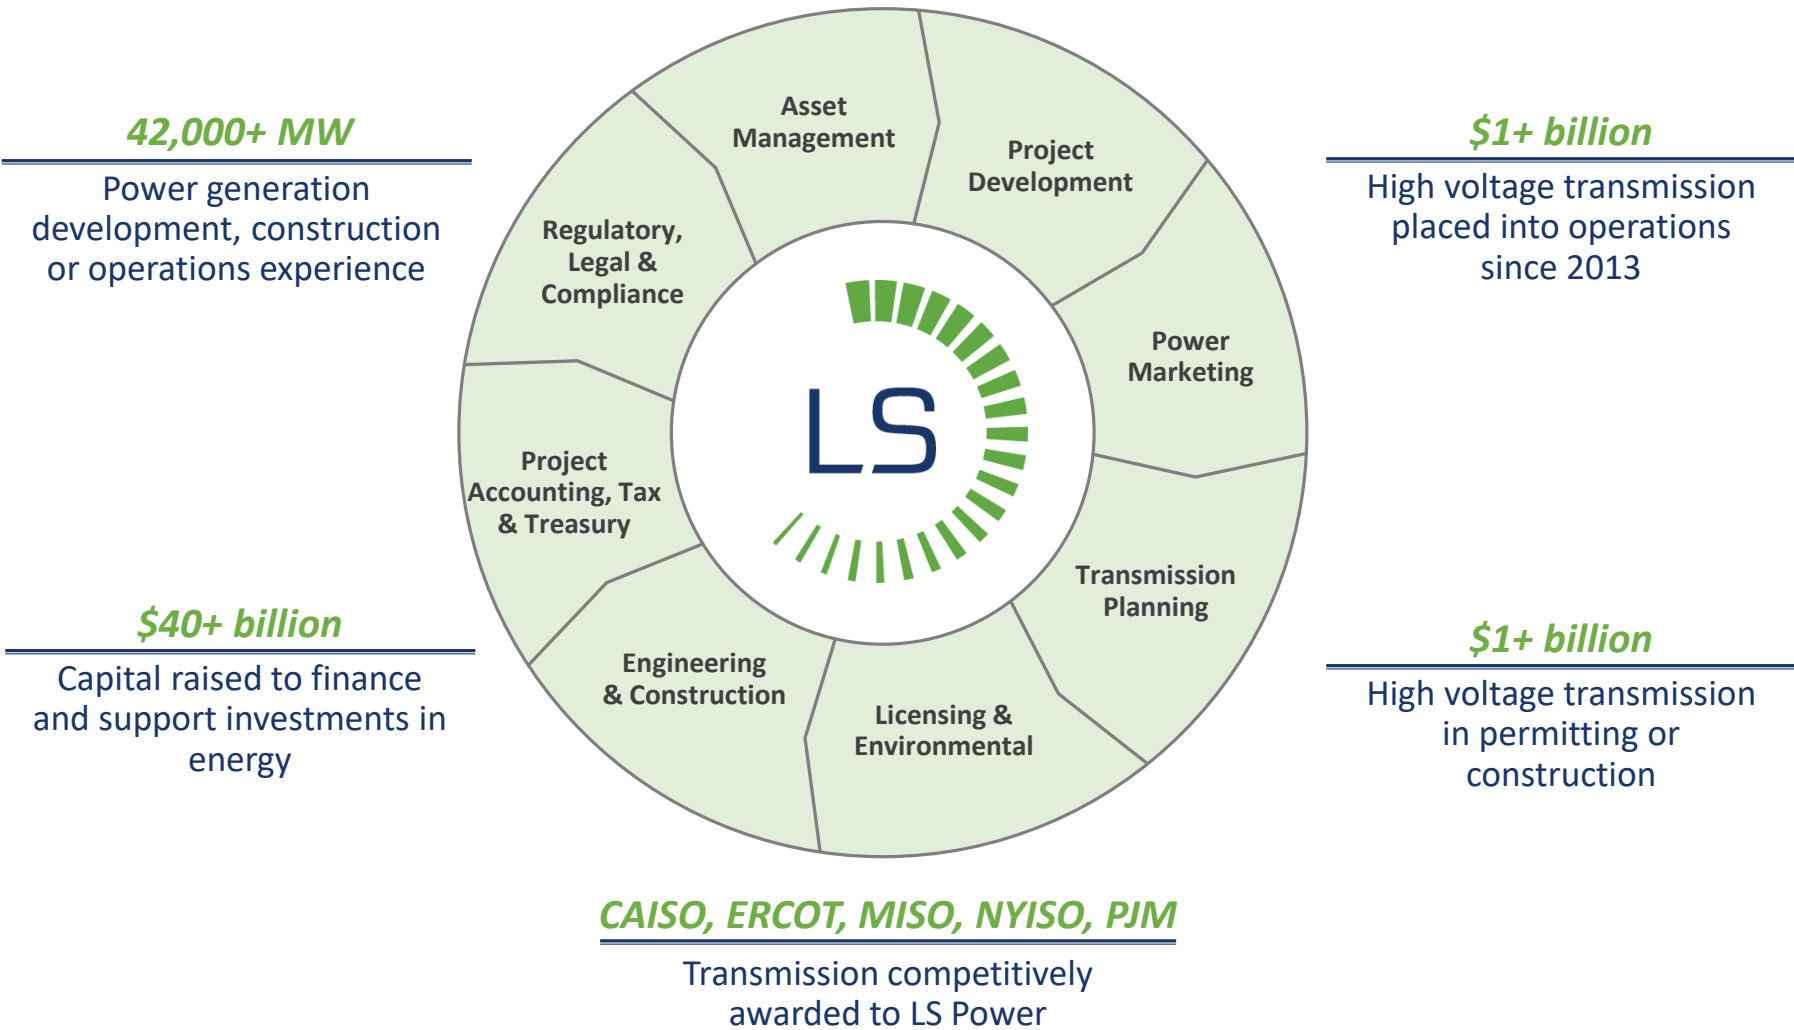 42,000+ MW
Power generation
development, construction
or operations experience
$40+ billion
Capital raised to finance
and support investments in
energy
Asset
Management
Project
Development
Power
Marketing
Transmission
Planning
Licensing &
Environmental
Engineering
& Construction
Project
Accounting, Tax
& Treasury
Regulatory,
Legal &
Compliance
LS
$1+ billion
High voltage transmission
placed into operations
since 2013
$1+ billion
High voltage transmission
in permitting or
construction
CAISO, ERCOT, MISO, NYISO, PJM
Transmission competitively
awarded to LS Power